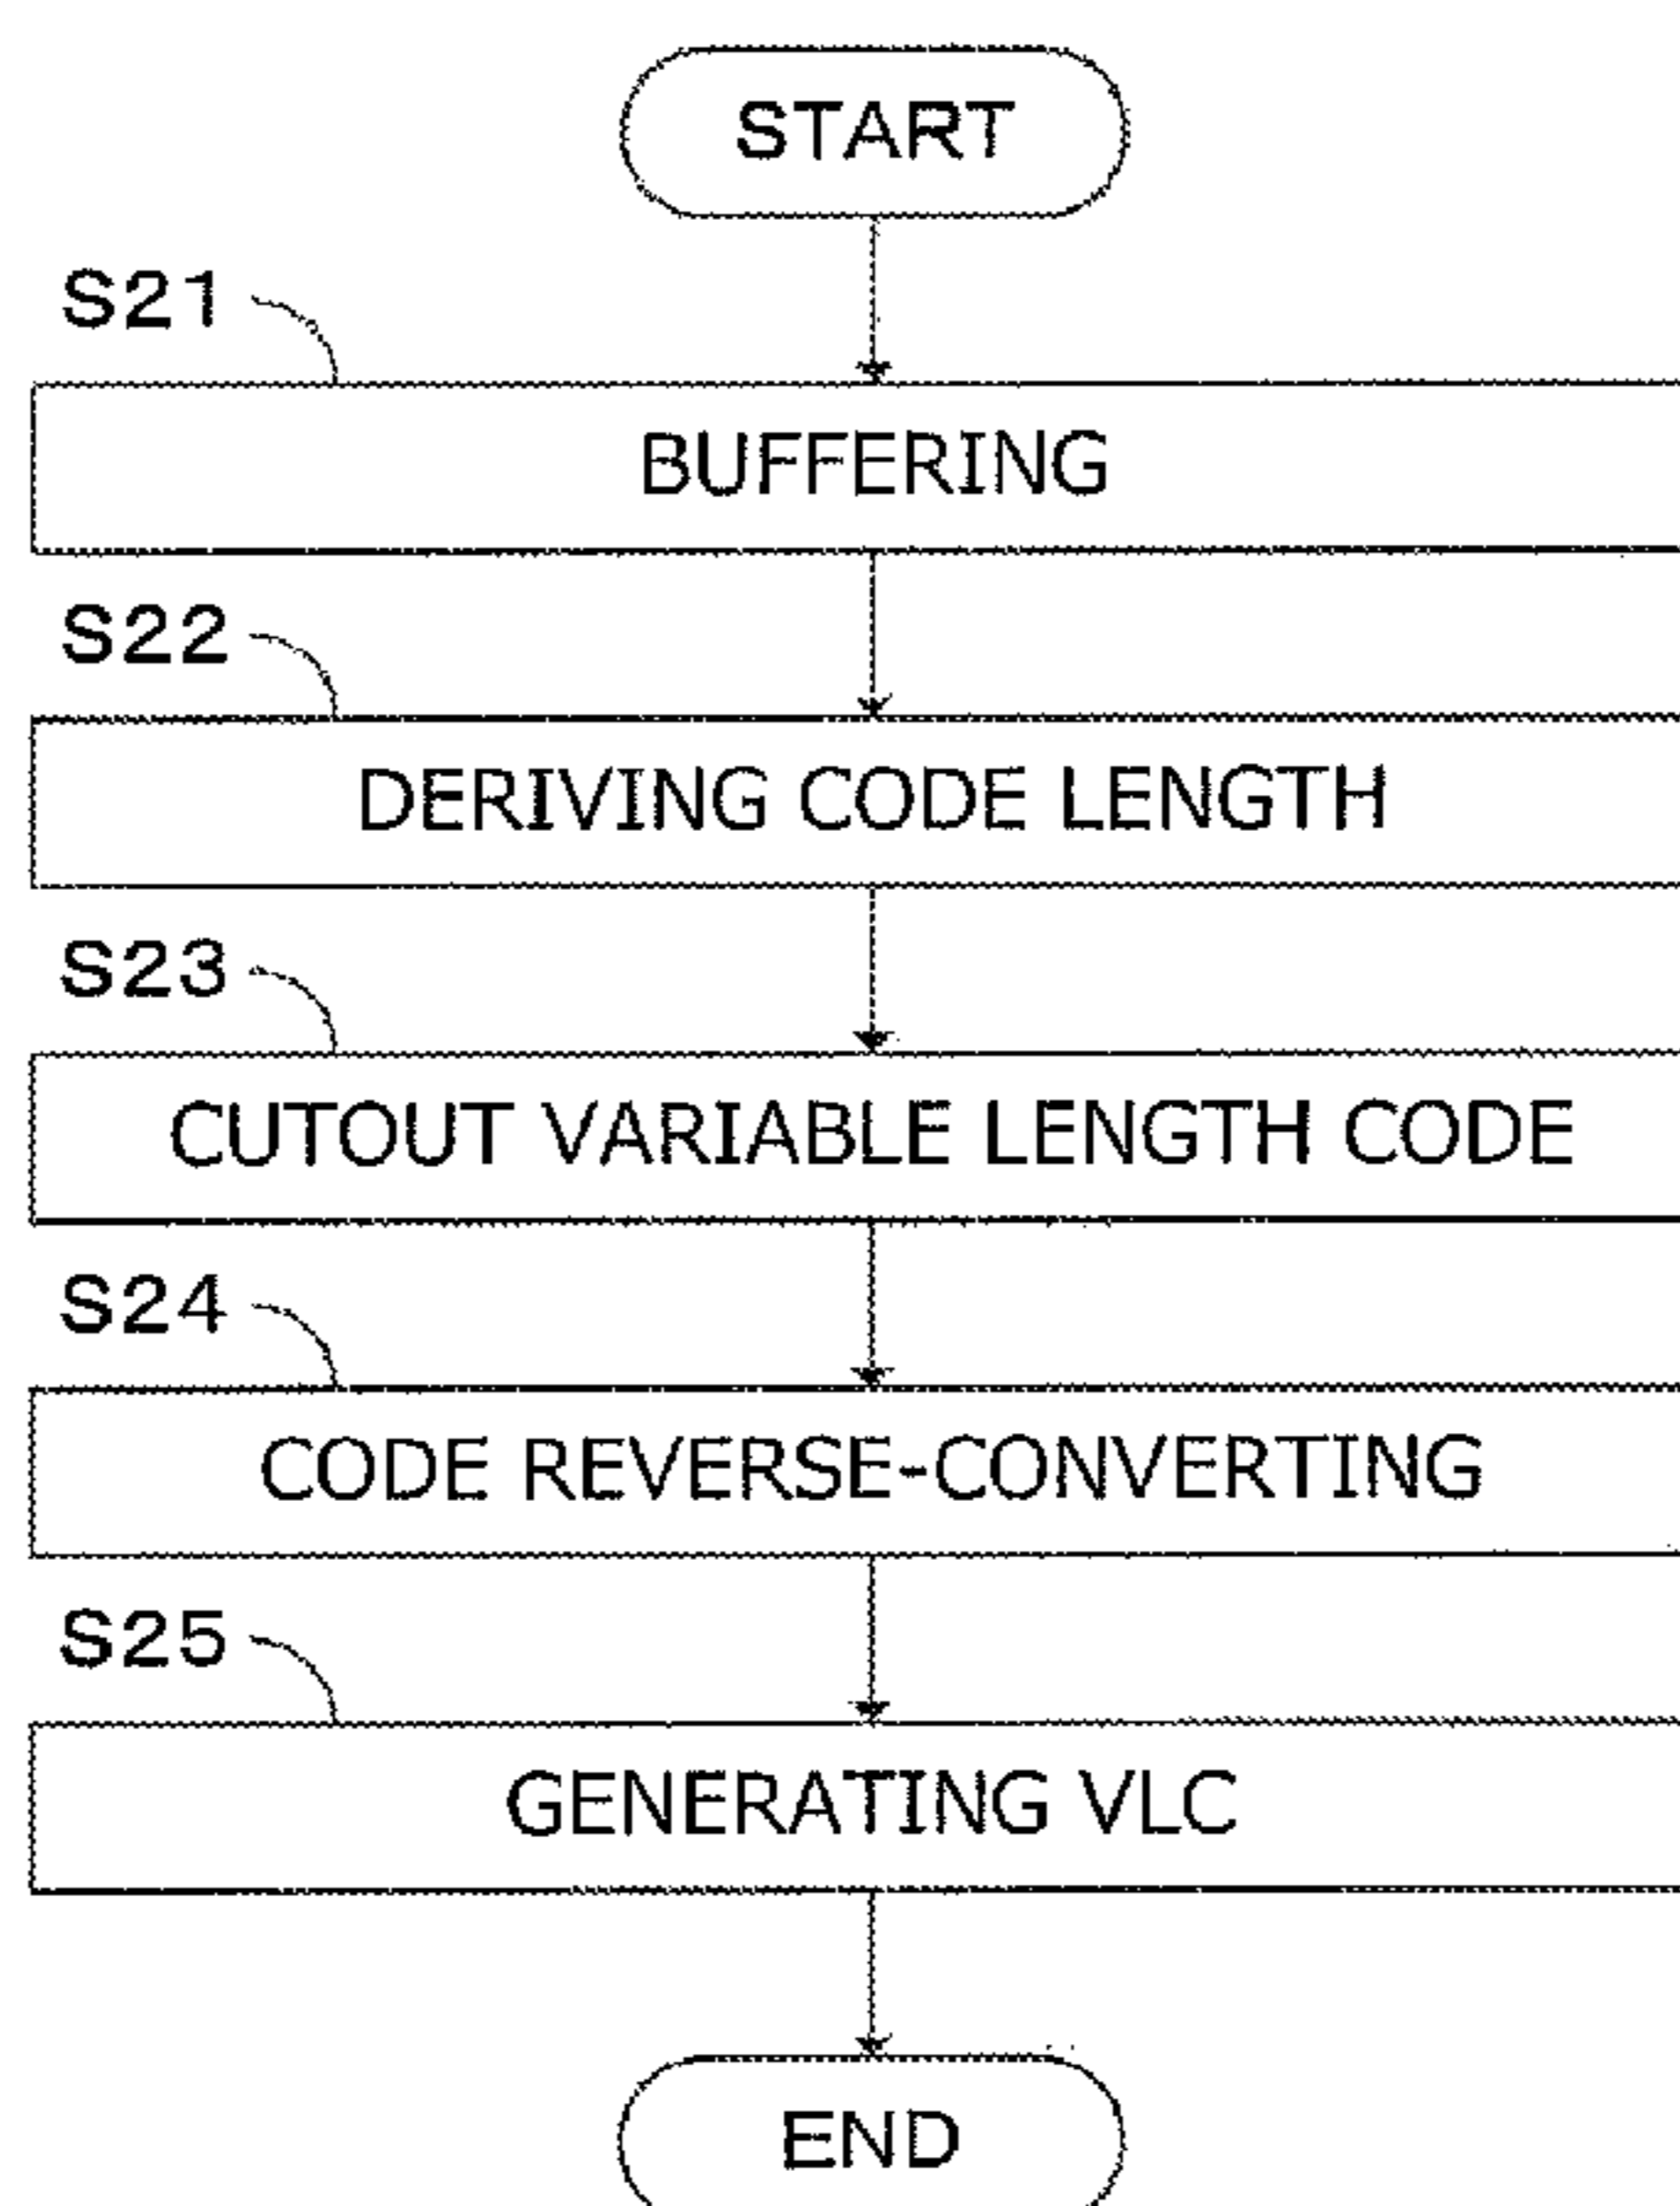 START
S21
BUFFERING
S22
DERIVING CODE LENGTH
S23
CUTOUT VARIABLE LENGTH CODE
S24
CODE REVERSE-CONVERTING
S25
GENERATING VLC
END